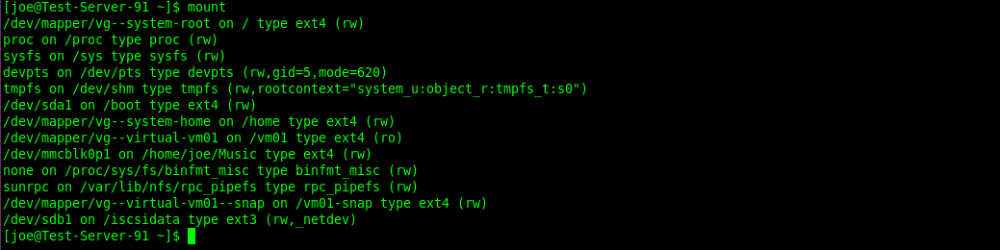 [joe@Test-Server-91 ~]$ mount
/dev/mapper/vg--system-root on / type ext4 (rw)
proc on /proc type proc (rw)
sysfs on /sys type sysfs (rw)
devpts on /dev/pts type devpts (rw,gid=5,mode=620)
tmpfs on /dev/shm type tmpfs (rw,rootcontext="system_u:object_r:tmpfs_t:s0")
/dev/sda1 on /boot type ext4 (rw)
/dev/mapper/vg--system-home on /home type ext4 (rw)
/dev/mapper/vg--virtual-vm01 on /vm01 type ext4 (ro)
/dev/mmcblk0p1 on /home/joe/Music type ext4 (rw)
none on /proc/sys/fs/binfmt_misc type binfmt_misc (rw)
sunrpc on /var/lib/nfs/rpc_pipefs type rpc_pipefs (rw)
/dev/mapper/vg--virtual-vm01--snap on /vm01-snap type ext4 (rw)
/dev/sdb1 on /iscsidata type ext3 (rw,_netdev)
[joe@Test-Server-91 ~]$